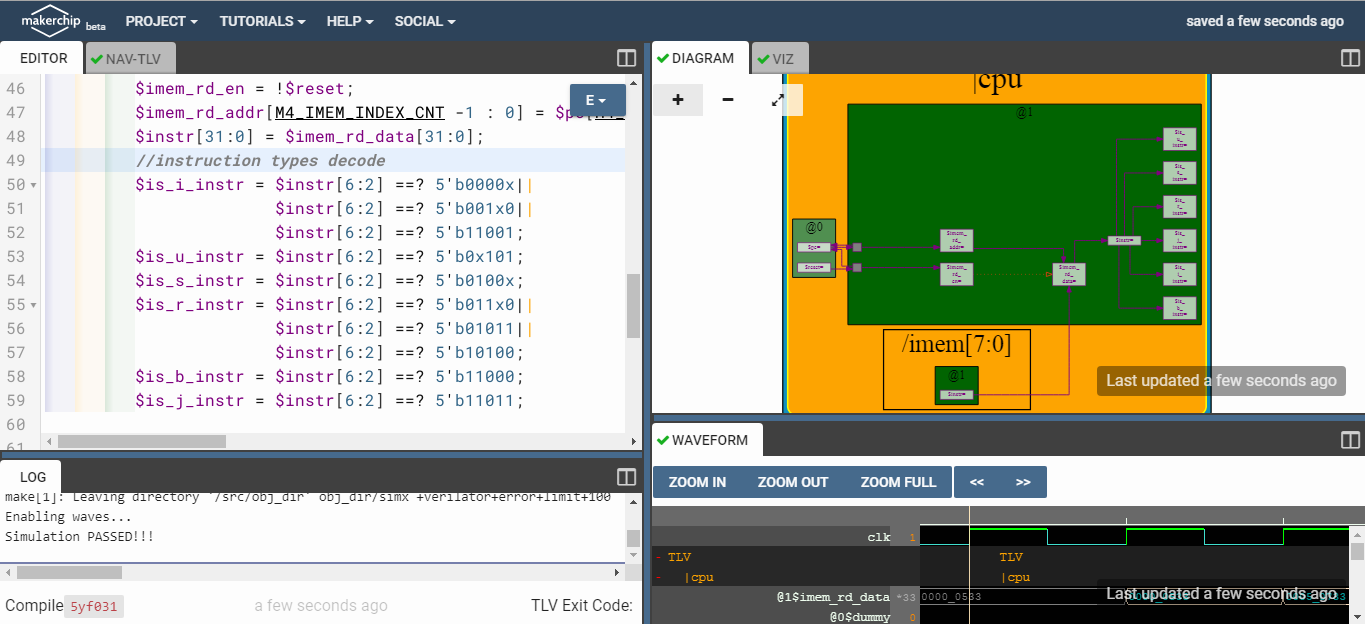 makerchip beta PROJECT TUTORIALS HELP SOCIAL saved a few seconds ago
EDITOR NAV-TLV
E
46 $imem_rd_en = !$reset;
47 $imem_rd_addr[M4_IMEM_INDEX_CNT -1 : 0] =
48 $instr[31:0] = $imem_rd_data[31:0];
49 //instruction types decode
50 $is_i_instr = $instr[6:2] ==? 5'b0000x||
51 $instr[6:2] ==? 5'b001x0||
52 $instr[6:2] ==? 5'b11001;
53 $is_u_instr = $instr[6:2] ==? 5'b0x101;
54 $is_s_instr = $instr[6:2] ==? 5'b0100x;
55 $is_r_instr = $instr[6:2] ==? 5'b011x0||
56 $instr[6:2] ==? 5'b01011||
57 $instr[6:2] ==? 5'b10100;
58 $is_b_instr = $instr[6:2] ==? 5'b11000;
59 $is_j_instr = $instr[6:2] ==? 5'b11011;
60
61
LOG
make[1]: Leaving directory '/src/obj_dir' obj_dir/simx +verilator+error+limit+100
Enabling waves...
Simulation PASSED!!!
Compile 5yf031 a few seconds ago TLV Exit Code:
DIAGRAM VIZ
+ -
|cpu
@1
@0
/imem[7:0]
@1
Last updated a few seconds ago
WAVEFORM
ZOOM IN ZOOM OUT ZOOM FULL << >>
clk 1
- TLV TLV
- |cpu |cpu
@1$imem_rd_data *33 0000_0533
@0$dummy 0
Last updated a few seconds ago